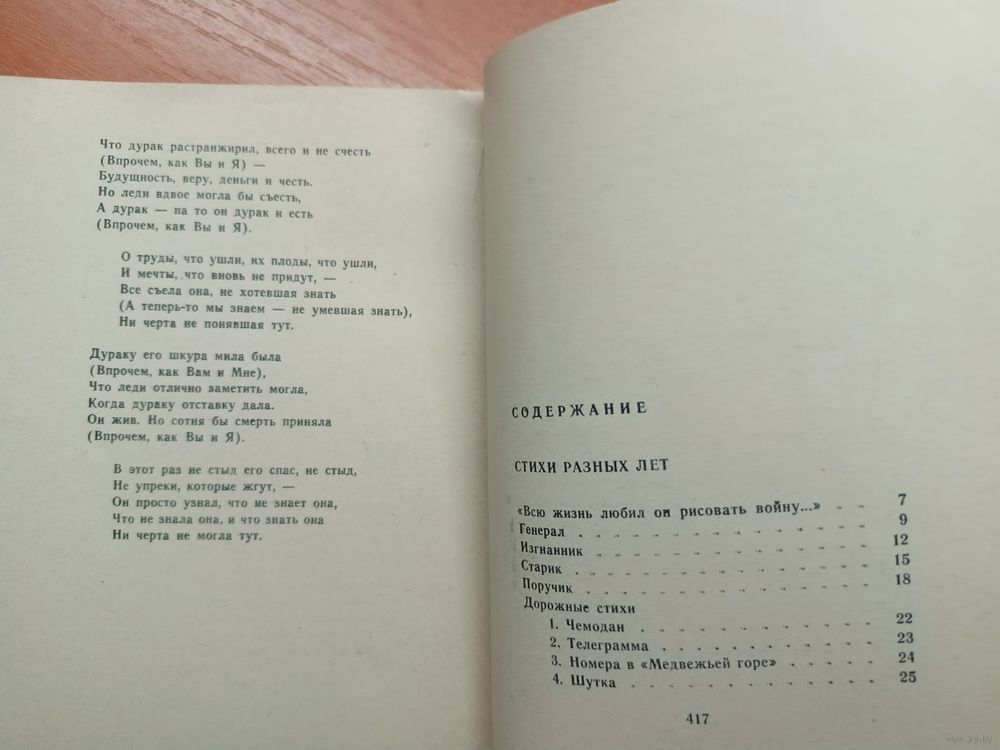 Что дурак растранжирил, всего и не счесть
(Впрочем, как Вы и Я) —
Будущность, веру, деньги и честь.
Но леди вдвое могла бы съесть,
А дурак — на то он дурак и есть
(Впрочем, как Вы и Я).
О труды, что ушли, их плоды, что ушли,
И мечты, что вновь не придут, —
Все съела она, не хотевшая знать
(А теперь-то мы знаем — не умевшая знать),
Ни черта не понявшая тут.
Дураку его шкура мила была
(Впрочем, как Вам и Мне),
Что леди отлично заметить могла,
Когда дураку отставку дала.
Он жив. Но сотня бы смерть приняла
(Впрочем, как Вы и Я).
В этот раз не стыд его спас, не стыд,
Не упреки, которые жгут, —
Он просто узнал, что не знает она,
Что не знала она, и что знать она
Ни черта не могла тут.
СОДЕРЖАНИЕ
СТИХИ РАЗНЫХ ЛЕТ
«Всю жизнь любил он рисовать войну...» 7
Генерал 9
Изгнанник 12
Старик 15
Поручик 18
Дорожные стихи
1. Чемодан 22
2. Телеграмма 23
3. Номера в «Медвежьей горе» 24
4. Шутка 25
417
www.ay.by